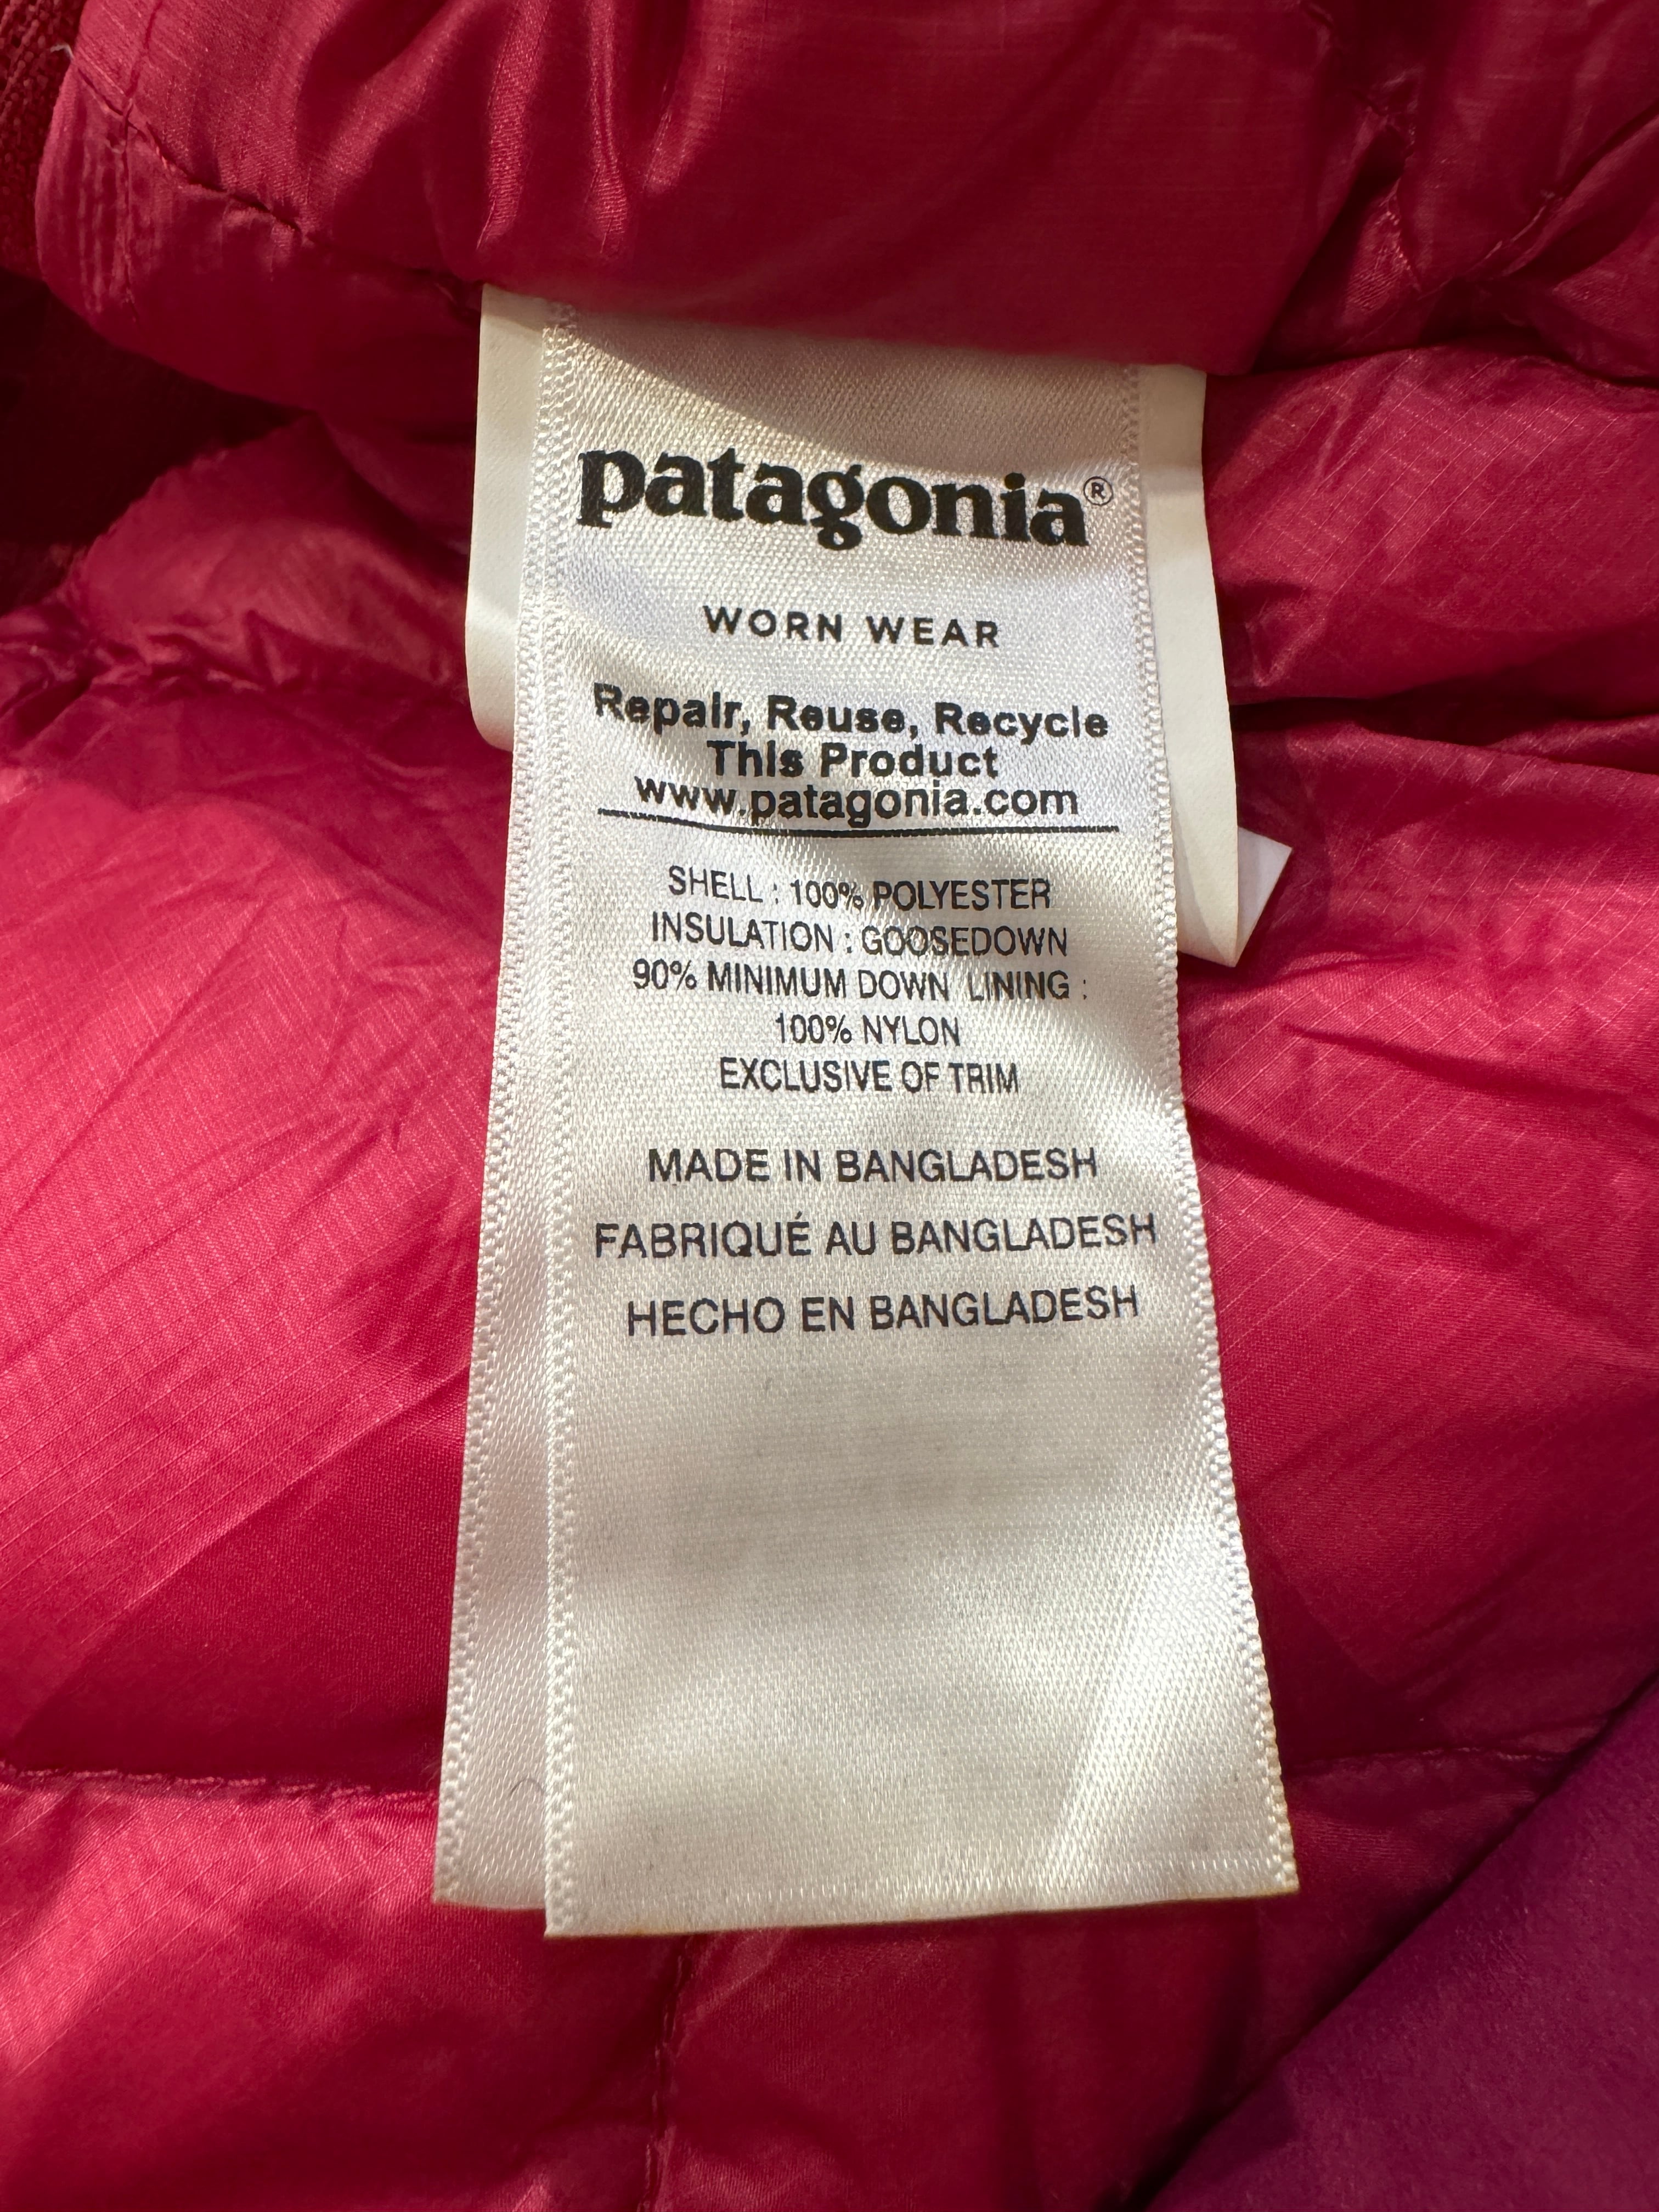 patagonia®
WORN WEAR
Repair, Reuse, Recycle
This Product
www.patagonia.com
SHELL : 100% POLYESTER
INSULATION : GOOSEDOWN
90% MINIMUM DOWN LINING :
100% NYLON
EXCLUSIVE OF TRIM
MADE IN BANGLADESH
FABRIQUÉ AU BANGLADESH
HECHO EN BANGLADESH